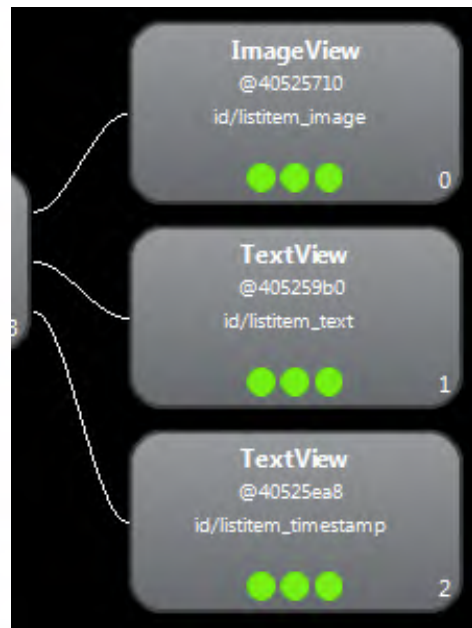 ImageView
@40525710
id/listitem_image
0
TextView
@405259b0
id/listitem_text
1
TextView
@40525ea8
id/listitem_timestamp
2